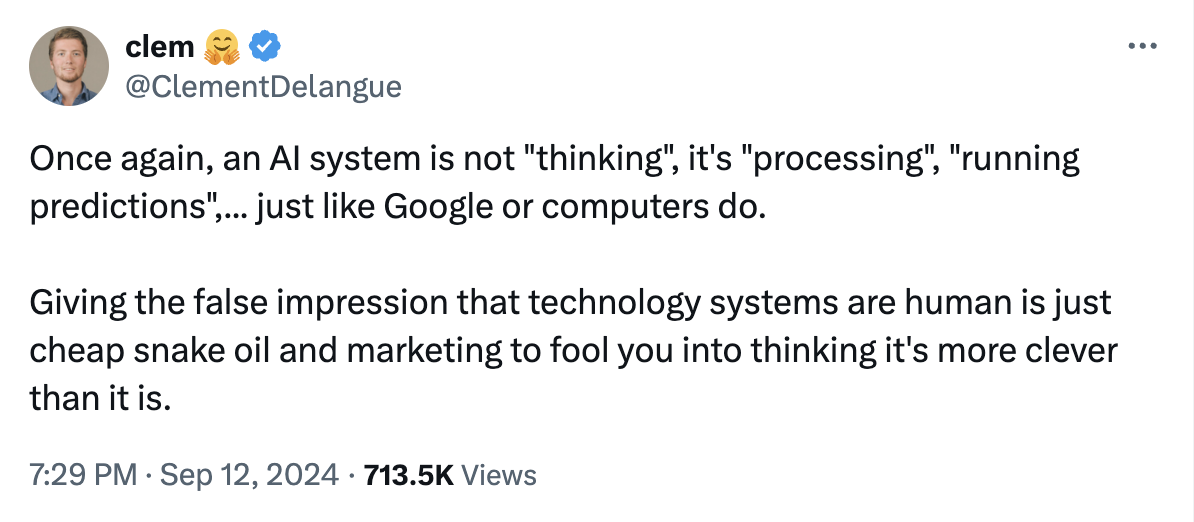 clem 🤗
@ClementDelangue
Once again, an AI system is not "thinking", it's "processing", "running
predictions",... just like Google or computers do.
Giving the false impression that technology systems are human is just
cheap snake oil and marketing to fool you into thinking it's more clever
than it is.
7:29 PM · Sep 12, 2024 · 713.5K Views